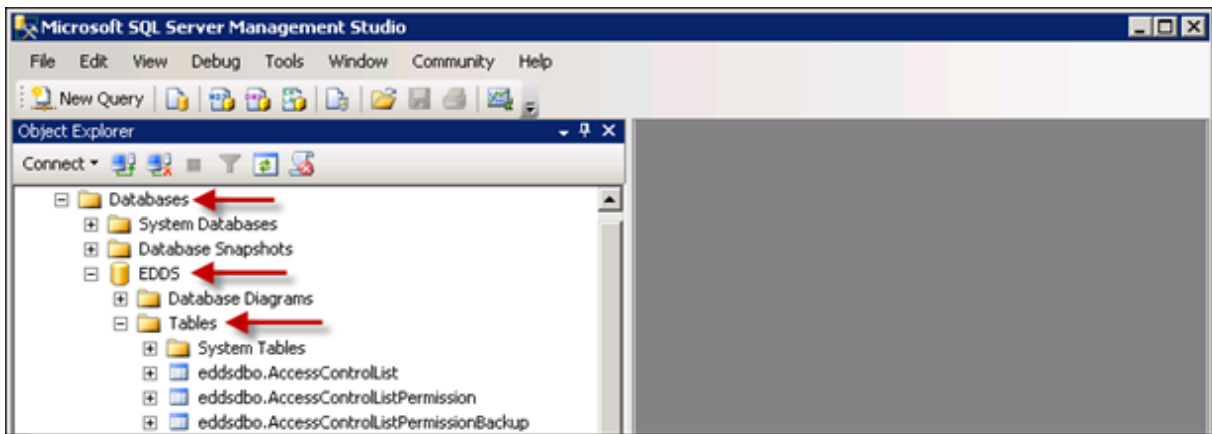 Microsoft SQL Server Management Studio
File Edit View Debug Tools Window Community Help
New Query
Object Explorer
Connect
Databases
System Databases
Database Snapshots
EDDS
Database Diagrams
Tables
System Tables
eddsdbo.AccessControlList
eddsdbo.AccessControlListPermission
eddsdbo.AccessControlListPermissionBackup